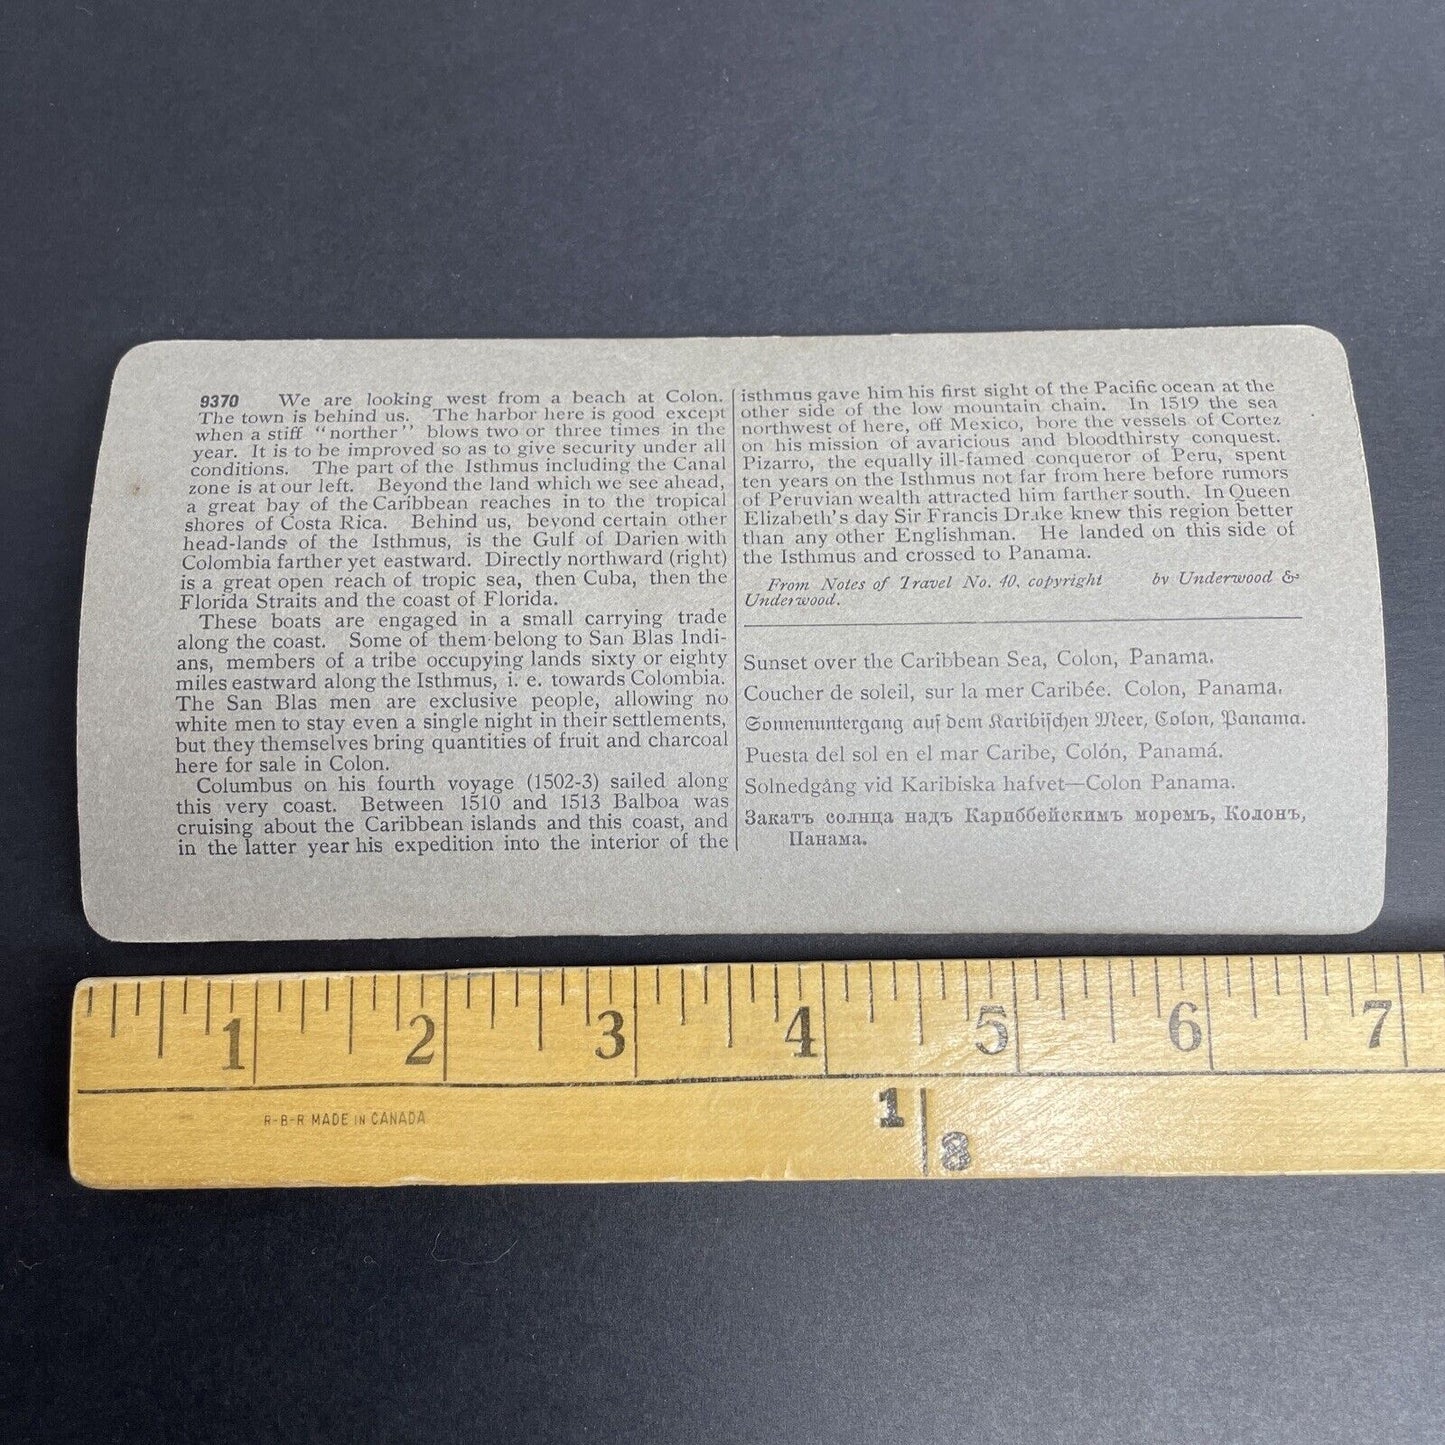 9370 We are looking west from a beach at Colon.
The town is behind us. The harbor here is good except
when a stiff "norther" blows two or three times in the
year. It is to be improved so as to give security under all
conditions. The part of the Isthmus including the Canal
zone is at our left. Beyond the land which we see ahead,
a great bay of the Caribbean reaches in to the tropical
shores of Costa Rica. Behind us, beyond certain other
head-lands of the Isthmus, is the Gulf of Darien with
Colombia farther yet eastward. Directly northward (right)
is a great open reach of tropic sea, then Cuba, then the
Florida Straits and the coast of Florida.
These boats are engaged in a small carrying trade
along the coast. Some of them belong to San Blas Indi-
ans, members of a tribe occupying lands sixty or eighty
miles eastward along the Isthmus, i. e. towards Colombia.
The San Blas men are exclusive people, allowing no
white men to stay even a single night in their settlements,
but they themselves bring quantities of fruit and charcoal
here for sale in Colon.
Columbus on his fourth voyage (1502-3) sailed along
this very coast. Between 1510 and 1513 Balboa was
cruising about the Caribbean islands and this coast, and
in the latter year his expedition into the interior of the
isthmus gave him his first sight of the Pacific ocean at the
other side of the low mountain chain. In 1519 the sea
northwest of here, off Mexico, bore the vessels of Cortez
on his mission of avaricious and bloodthirsty conquest.
Pizarro, the equally ill-famed conqueror of Peru, spent
ten years on the Isthmus not far from here before rumors
of Peruvian wealth attracted him farther south. In Queen
Elizabeth's day Sir Francis Drake knew this region better
than any other Englishman. He landed on this side of
the Isthmus and crossed to Panama.
From Notes of Travel No. 40, copyright by Underwood &
Underwood.
Sunset over the Caribbean Sea, Colon, Panama.
Coucher de soleil, sur la mer Caribée. Colon, Panama.
Sonnenuntergang auf dem Karibischen Meer, Colon, Panama.
Puesta del sol en el mar Caribe, Colón, Panamá.
Solnedgång vid Karibiska hafvet—Colon Panama.
Закатъ солнца надъ Кариббейскимъ моремъ, Колонъ,
Панама.
1 2 3 4 5 6 7
R-B-R MADE IN CANADA
1 8